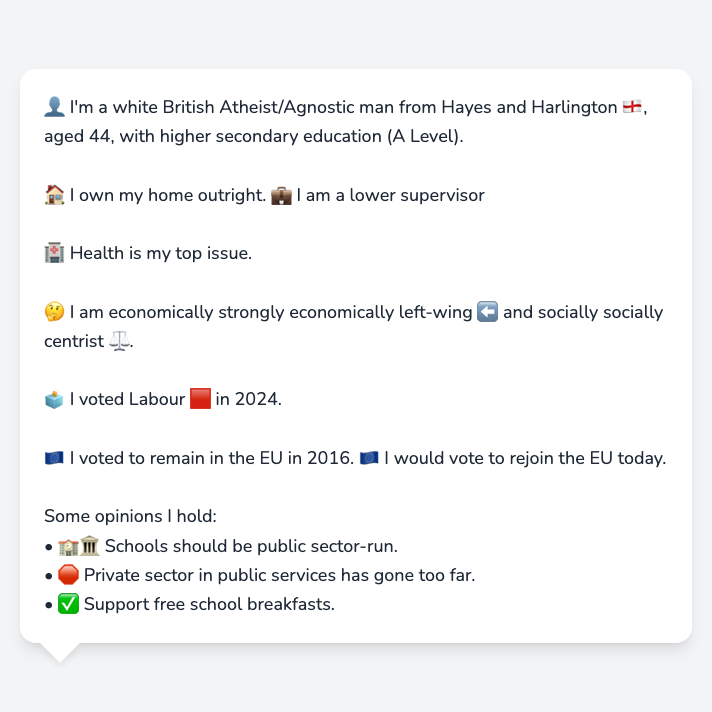 👤 I'm a white British Atheist/Agnostic man from Hayes and Harlington 🏴󠁧󠁢󠁥󠁮󠁧󠁿,
aged 44, with higher secondary education (A Level).
🏠 I own my home outright. 💼 I am a lower supervisor
🏥 Health is my top issue.
🤔 I am economically strongly economically left-wing ⬅️ and socially socially
centrist ⚖️.
🗳️ I voted Labour 🟥 in 2024.
🇪🇺 I voted to remain in the EU in 2016. 🇪🇺 I would vote to rejoin the EU today.
Some opinions I hold:
• 🏫🏛️ Schools should be public sector-run.
• 🛑 Private sector in public services has gone too far.
• ✅ Support free school breakfasts.